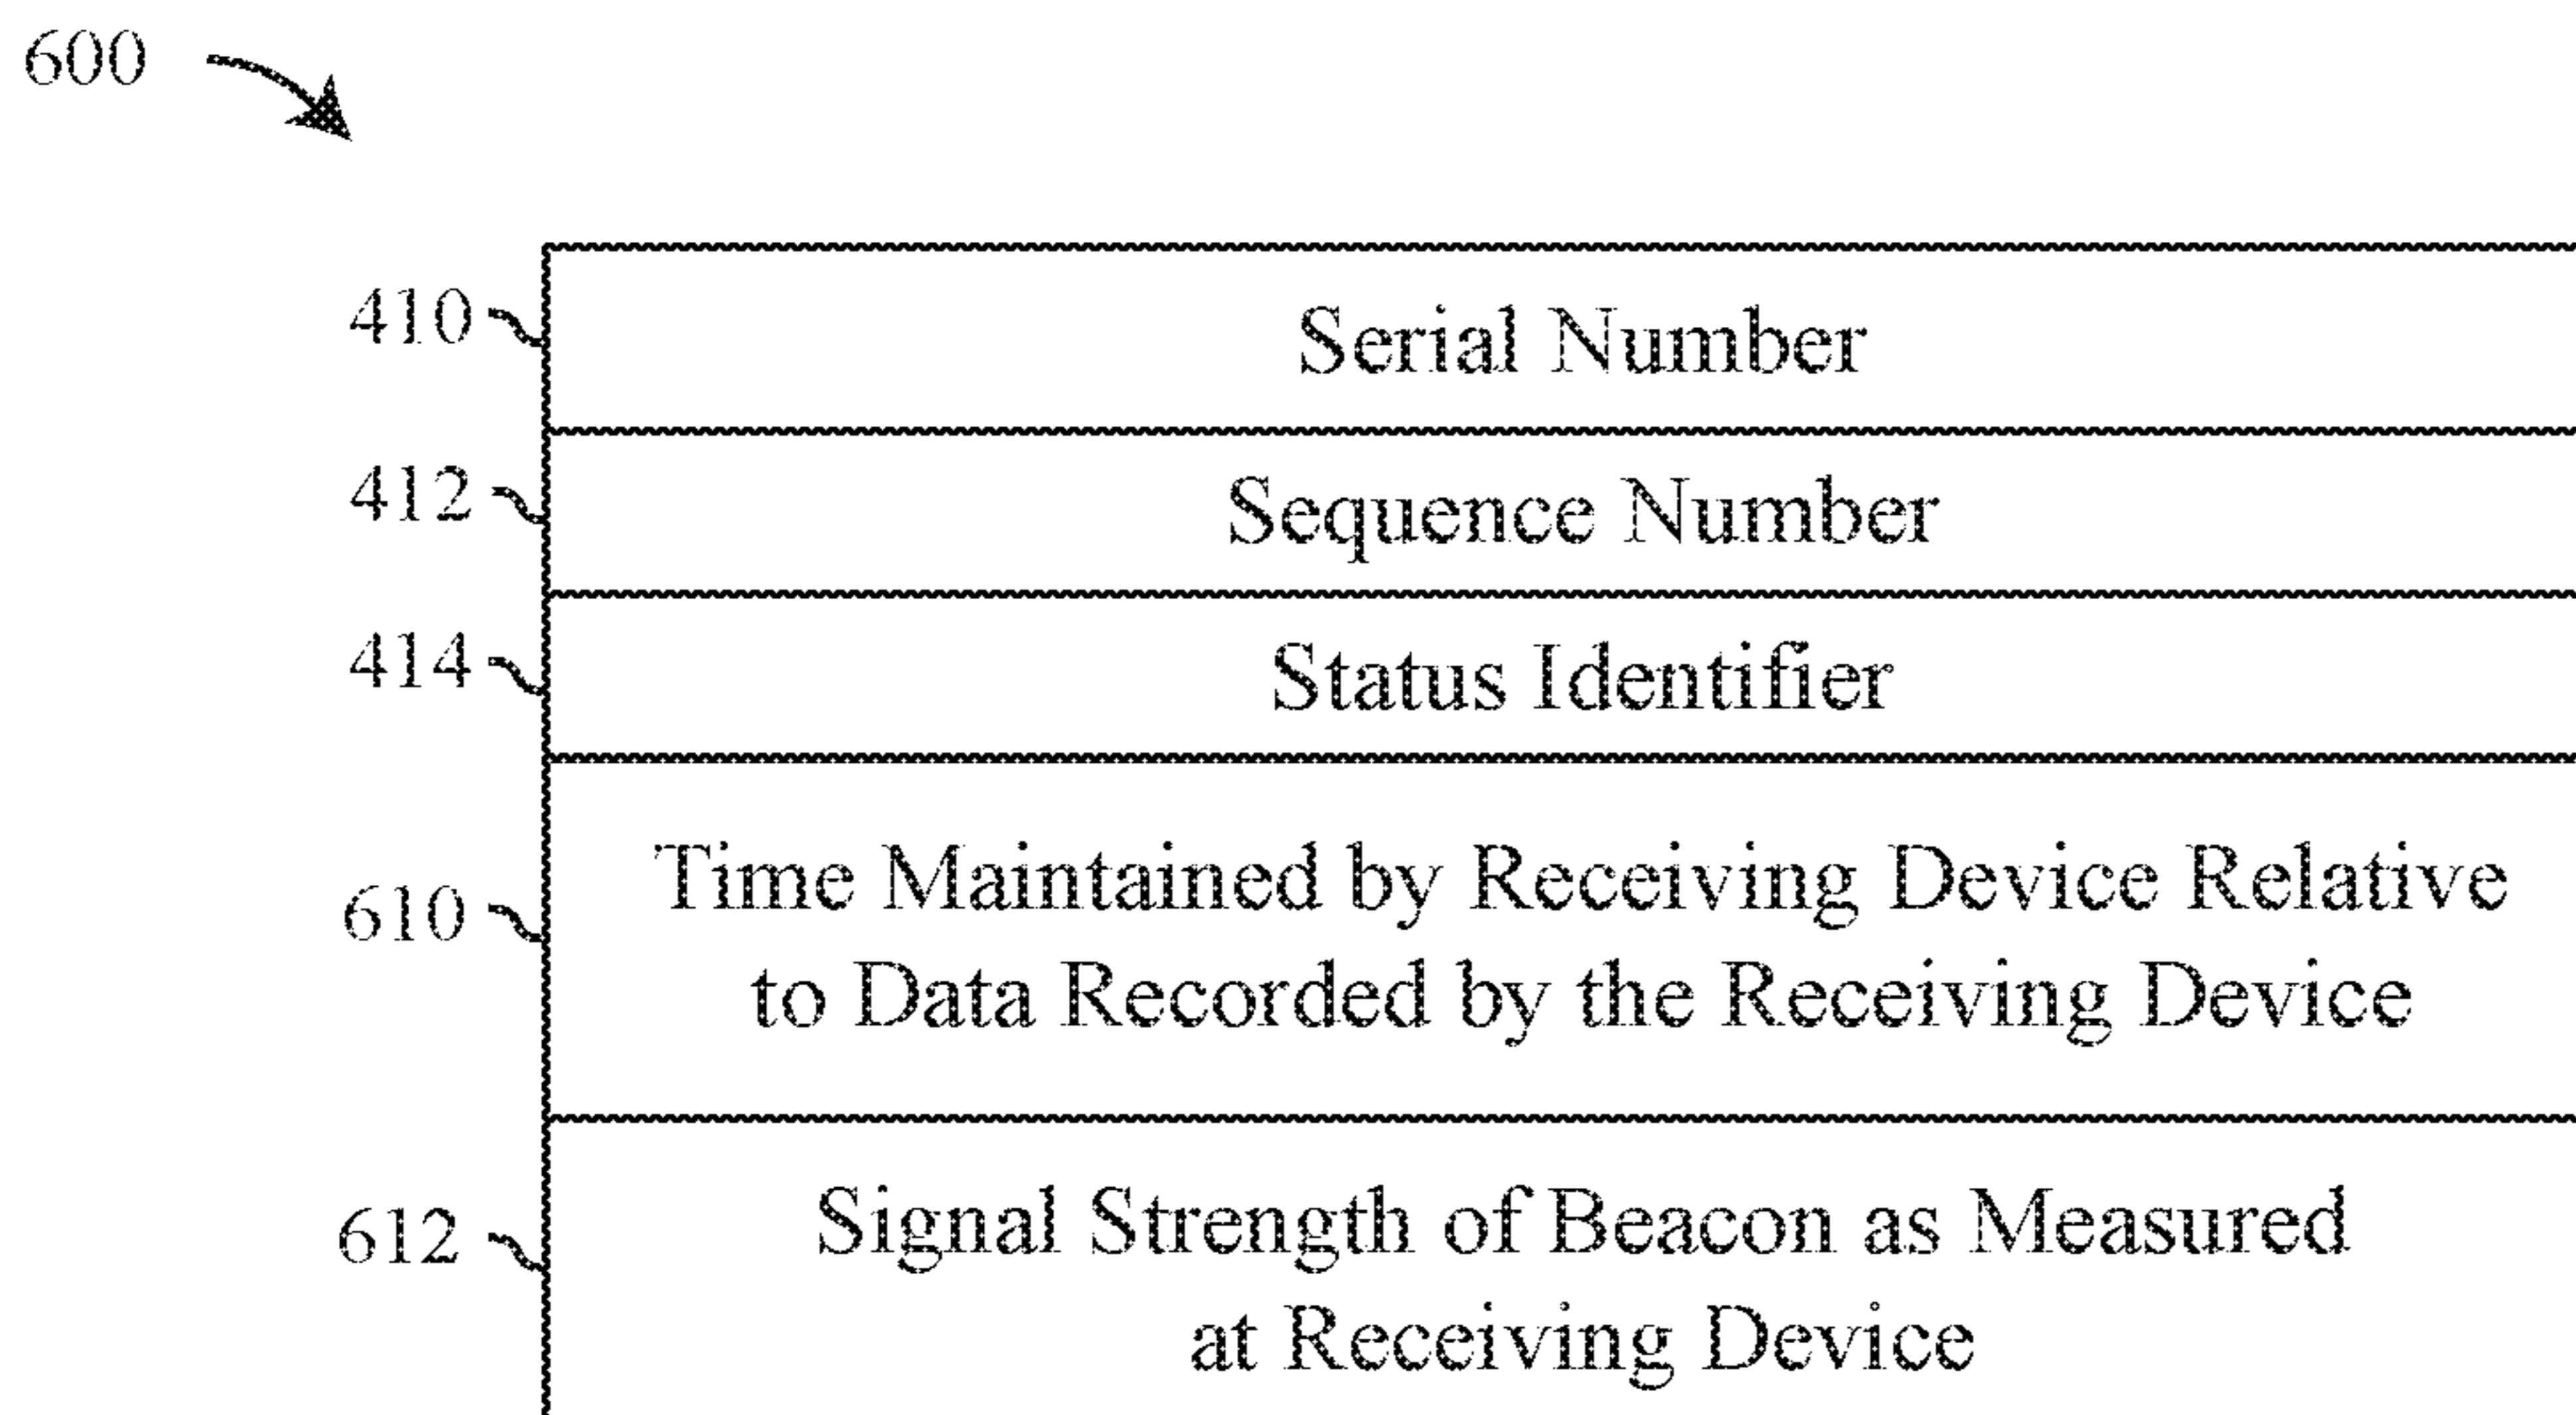 600
410 Serial Number
412 Sequence Number
414 Status Identifier
610 Time Maintained by Receiving Device Relative
to Data Recorded by the Receiving Device
612 Signal Strength of Beacon as Measured
at Receiving Device